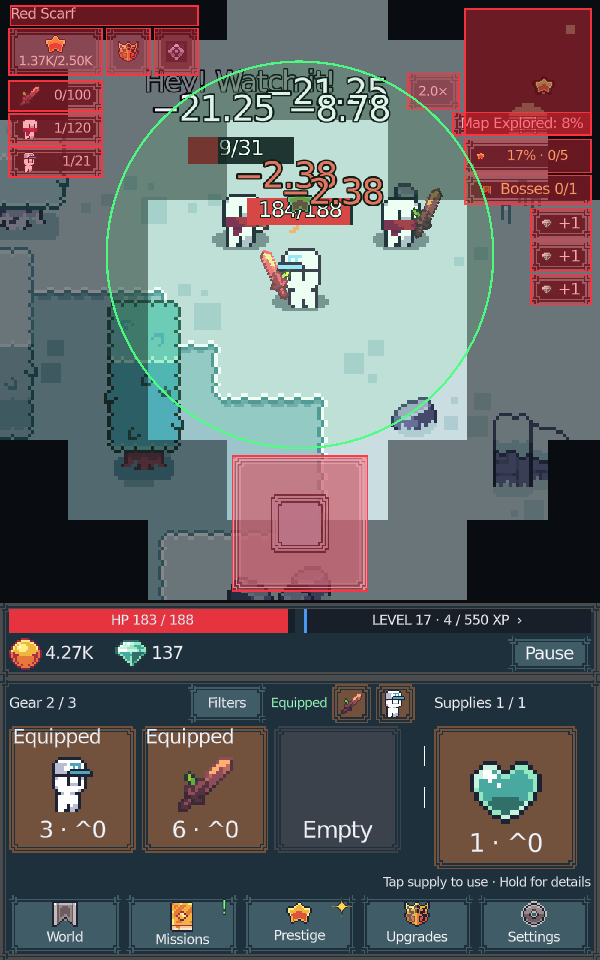 Red Scarf
1.37K/2.50K
0/100
1/120
1/21
Hey! Watch it!
−21.25
−21.25
−8.78
2.0×
Map Explored: 8%
17% · 0/5
Bosses 0/1
+1
+1
+1
9/31
−2.38
−2.38
184/188
HP 183 / 188
LEVEL 17 · 4 / 550 XP ›
4.27K
137
Pause
Gear 2 / 3
Filters
Equipped
Supplies 1 / 1
Equipped
3 · ^0
Equipped
6 · ^0
Empty
1 · ^0
Tap supply to use · Hold for details
World
Missions
!
Prestige
Upgrades
Settings